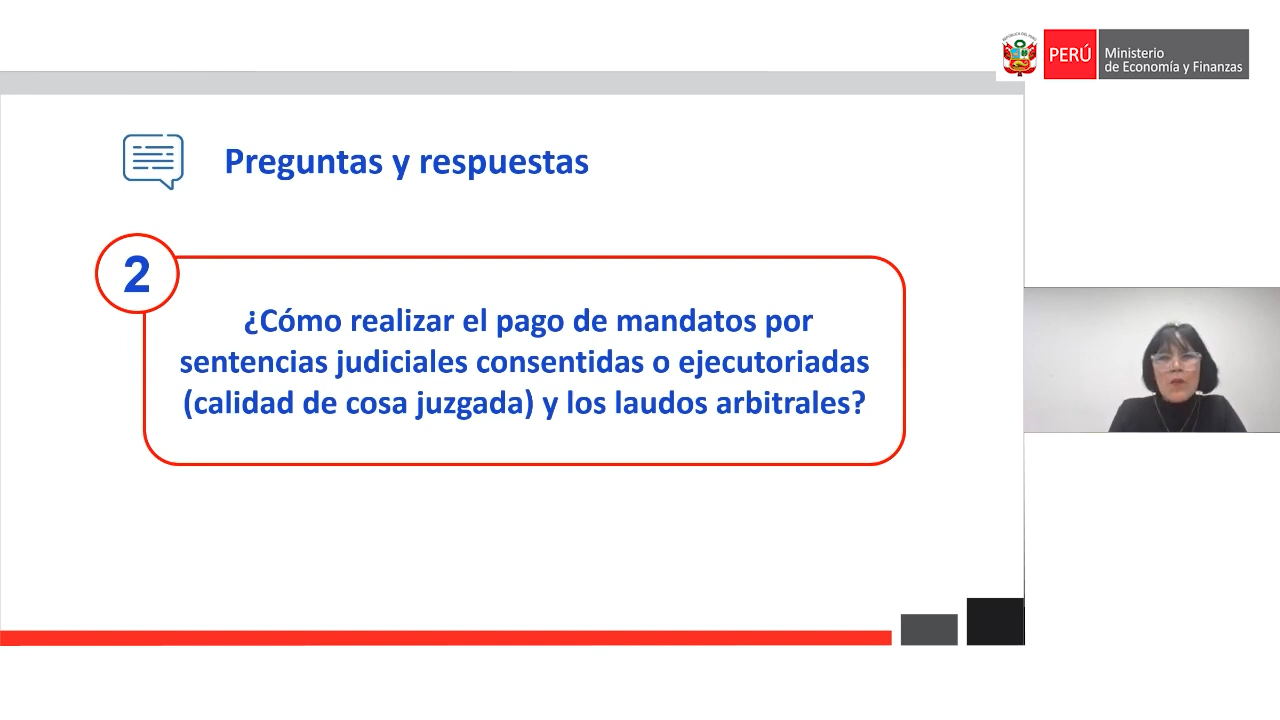 PERÚ
Ministerio
de Economía y Finanzas
Preguntas y respuestas
2
¿Cómo realizar el pago de mandatos por
sentencias judiciales consentidas o ejecutoriadas
(calidad de cosa juzgada) y los laudos arbitrales?